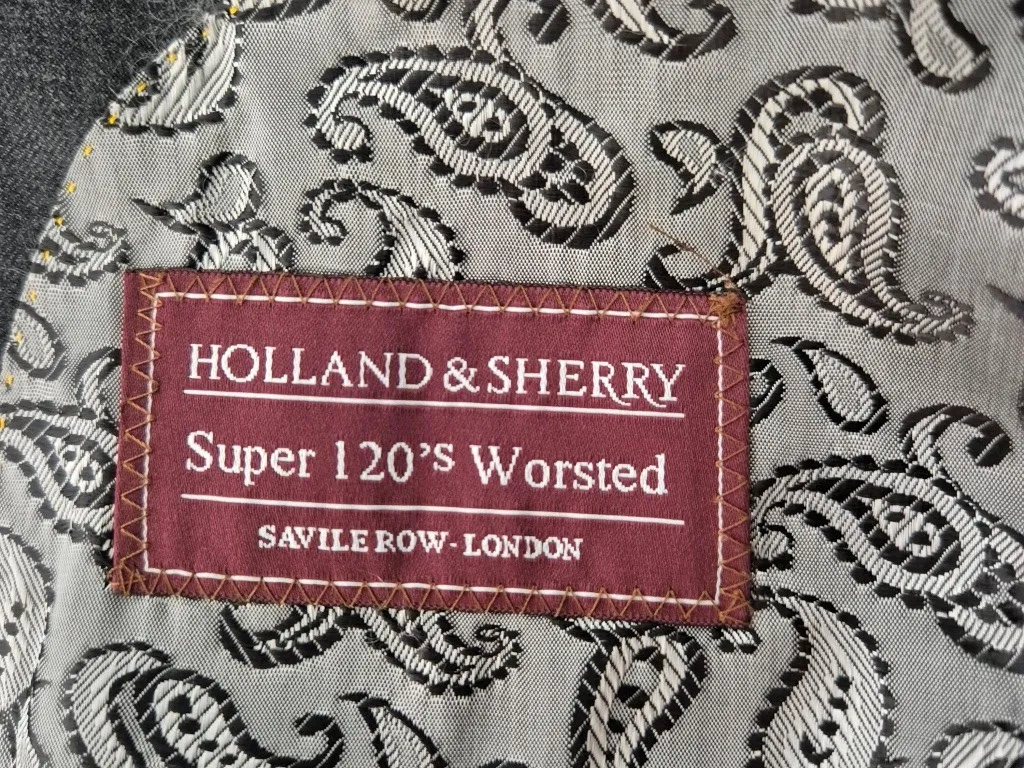 HOLLAND & SHERRY
Super 120's Worsted
SAVILE ROW - LONDON